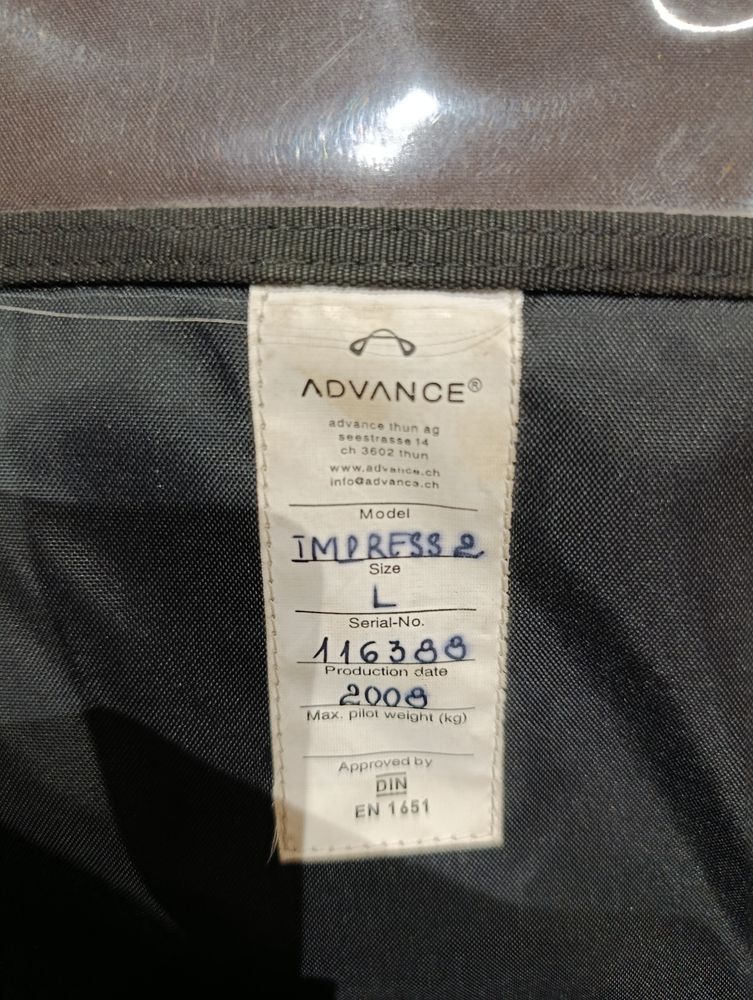 ADVANCE®
advance thun ag
seestrasse 14
ch 3602 thun
www.advance.ch
info@advance.ch
Model
IMPRESS 2
Size
L
Serial-No.
116388
Production date
2008
Max. pilot weight (kg)
Approved by
DIN
EN 1651